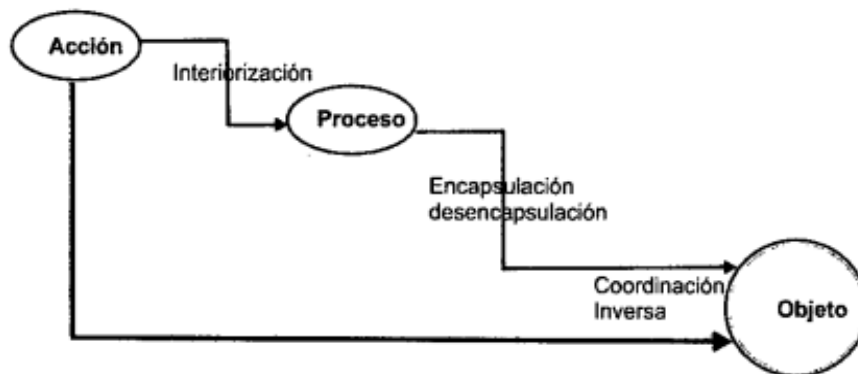 Acción
Interiorización
Proceso
Encapsulación
desencapsulación
Coordinación
Inversa
Objeto